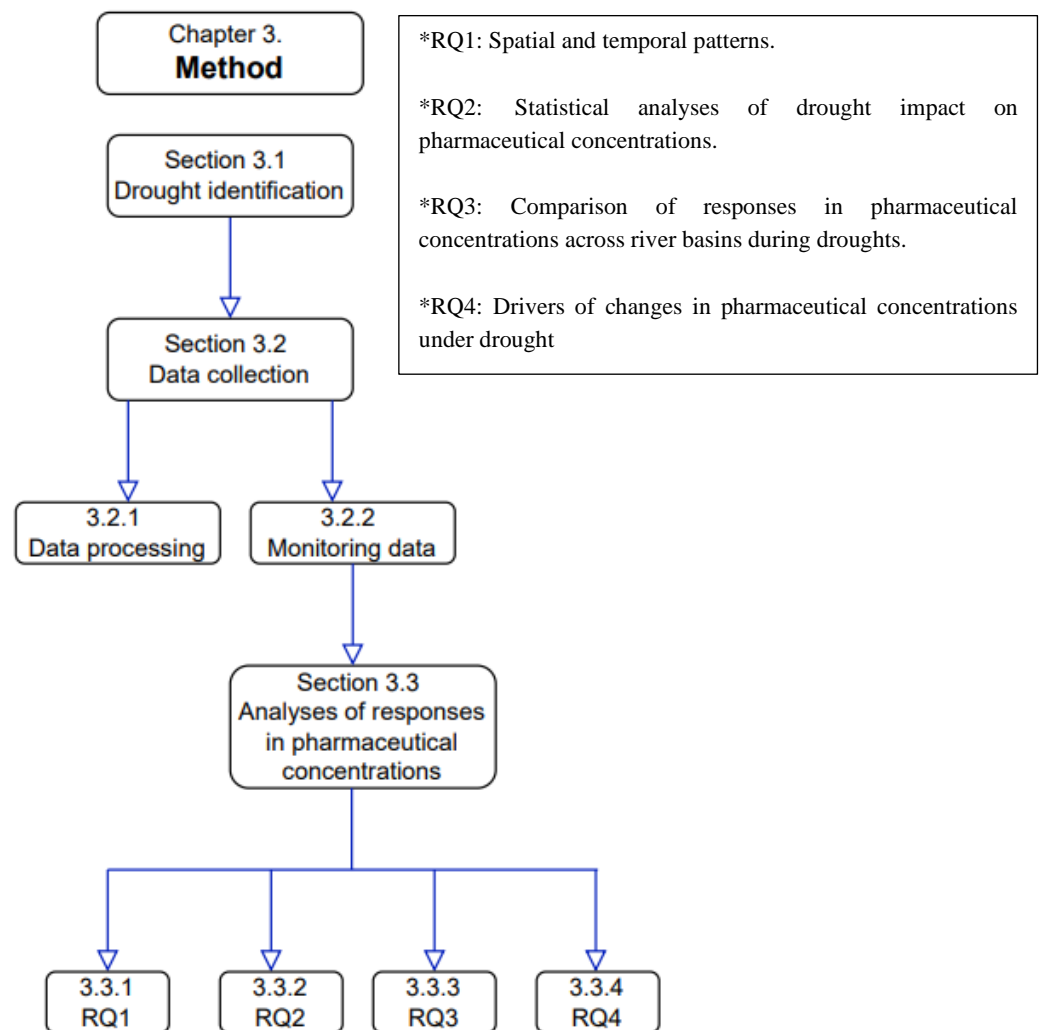 Chapter 3.
Method
*RQ1: Spatial and temporal patterns.
*RQ2: Statistical analyses of drought impact on
pharmaceutical concentrations.
*RQ3: Comparison of responses in pharmaceutical
concentrations across river basins during droughts.
*RQ4: Drivers of changes in pharmaceutical concentrations
under drought
Section 3.1
Drought identification
Section 3.2
Data collection
3.2.1
Data processing
3.2.2
Monitoring data
Section 3.3
Analyses of responses
in pharmaceutical
concentrations
3.3.1
RQ1
3.3.2
RQ2
3.3.3
RQ3
3.3.4
RQ4